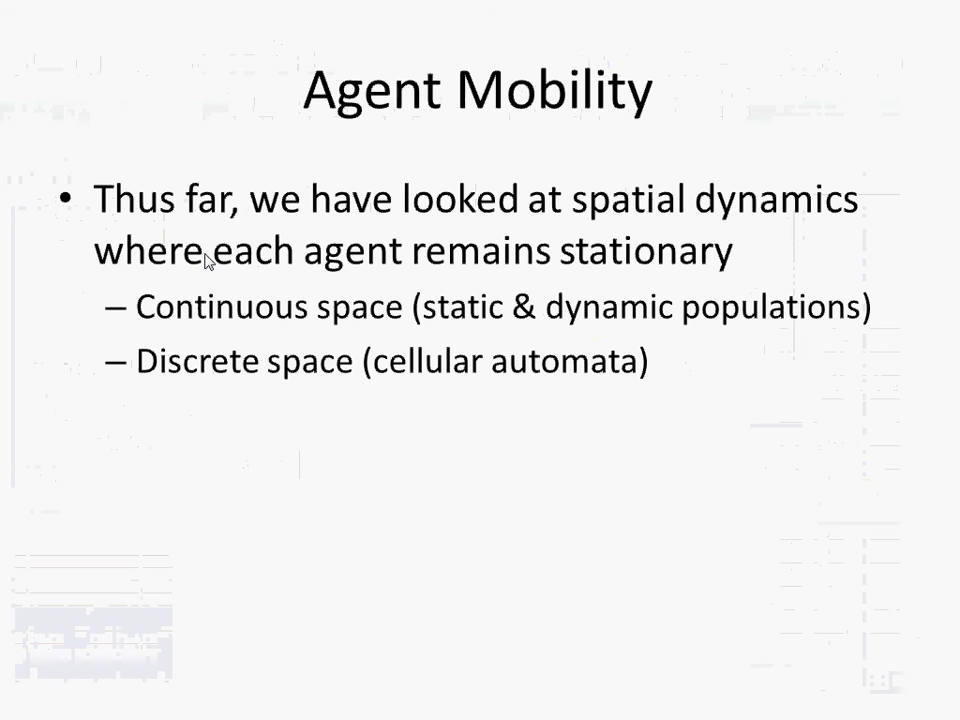 Agent Mobility
• Thus far, we have looked at spatial dynamics
where each agent remains stationary
– Continuous space (static & dynamic populations)
– Discrete space (cellular automata)